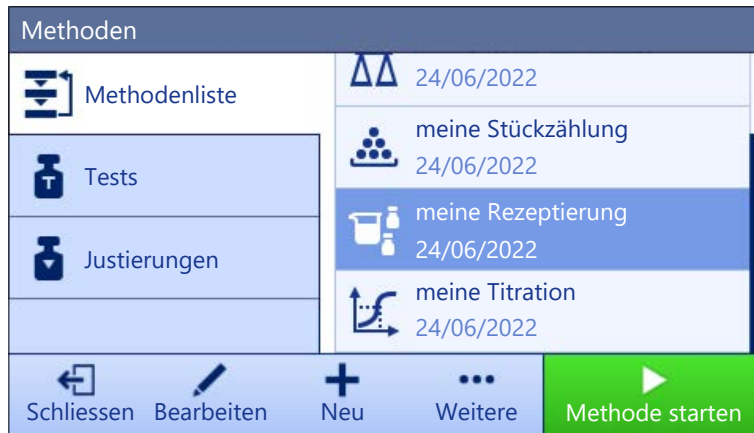 Methoden
Methodenliste
Tests
Justierungen
24/06/2022
meine Stückzählung
24/06/2022
meine Rezeptierung
24/06/2022
meine Titration
24/06/2022
Schliessen Bearbeiten Neu Weitere Methode starten